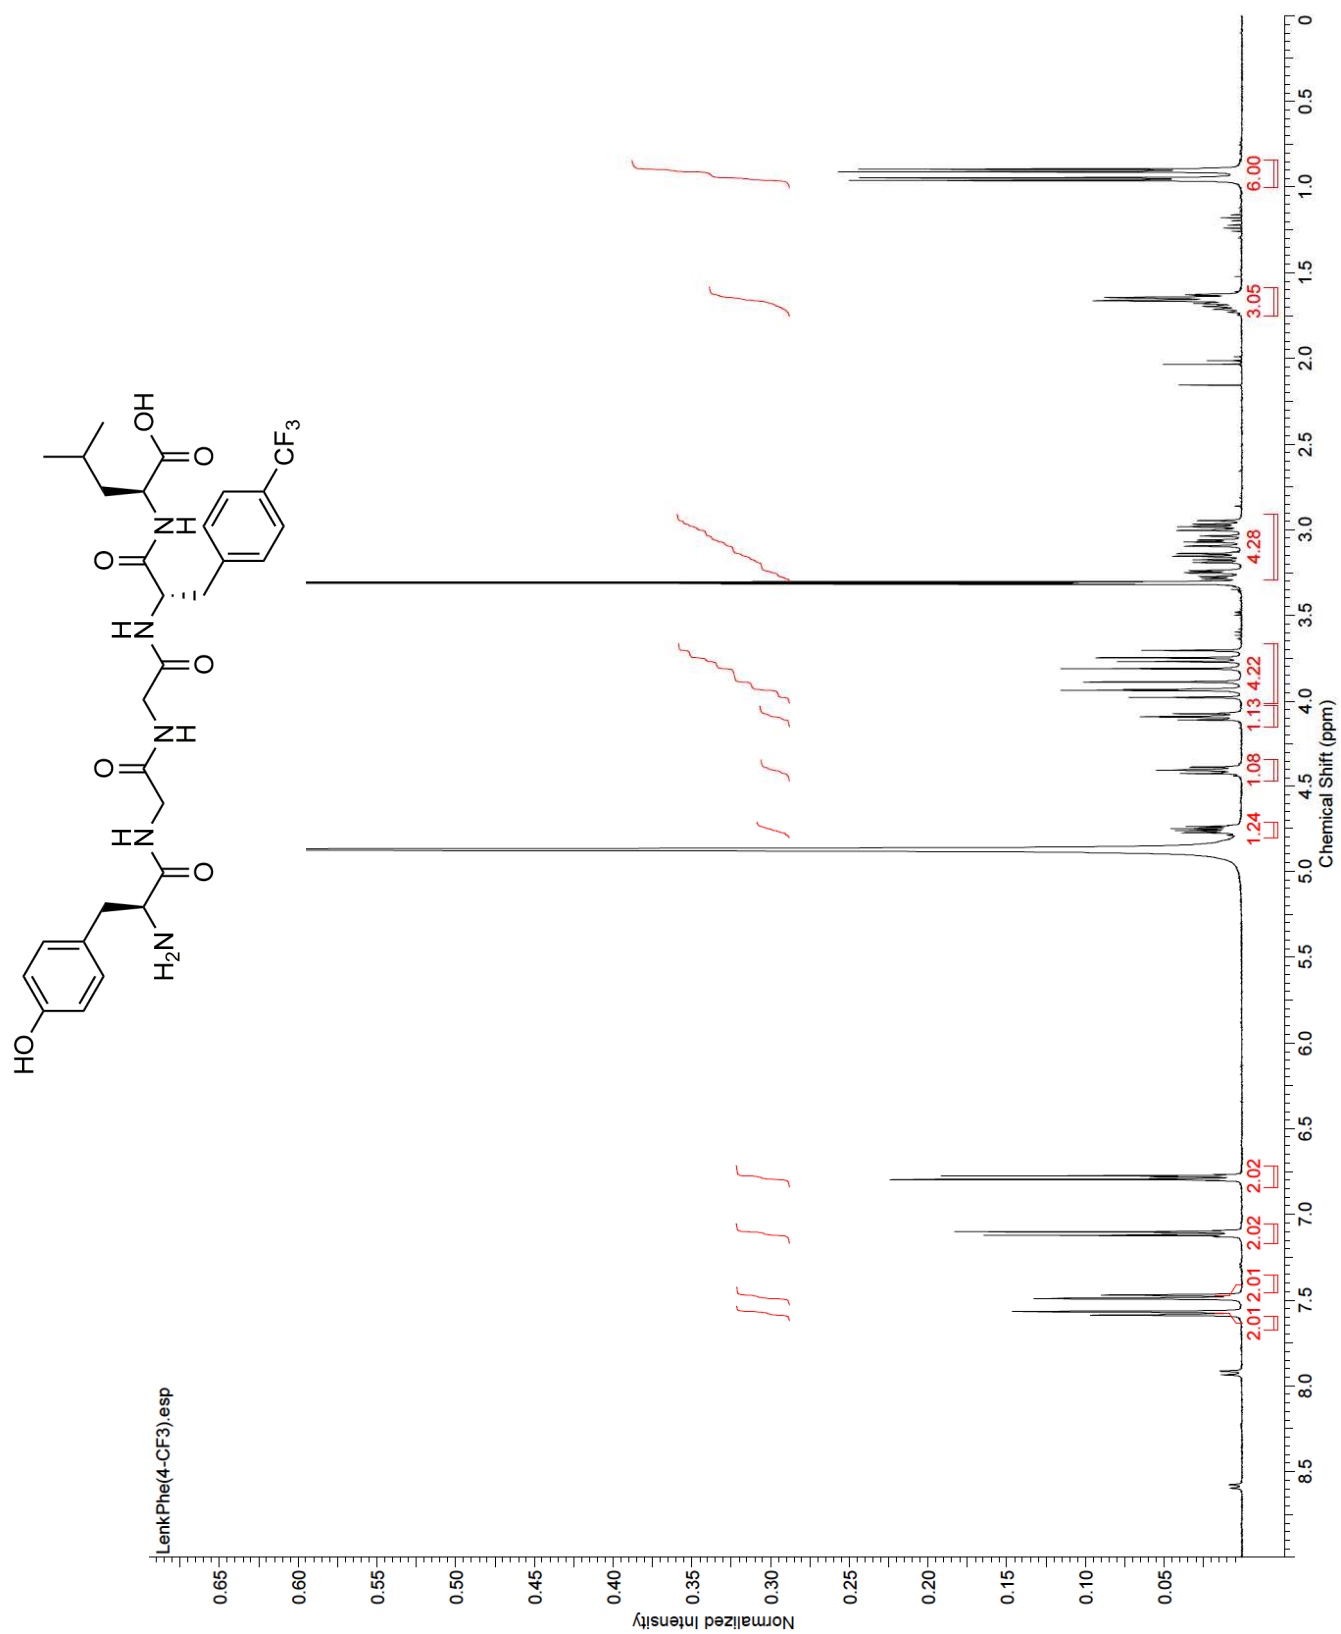 LenkPhe(4-CF3).esp
HO
H2N
O
H
N
O
N
H
O
H
N
O
N
H
O
OH
CF3
Normalized Intensity
0.65
0.60
0.55
0.50
0.45
0.40
0.35
0.30
0.25
0.20
0.15
0.10
0.05
2.01 2.01 2.02 2.02 1.24 1.08 1.13 4.22 4.28 3.05 6.00
8.5 8.0 7.5 7.0 6.5 6.0 5.5 5.0 4.5 4.0 3.5 3.0 2.5 2.0 1.5 1.0 0.5 0
Chemical Shift (ppm)